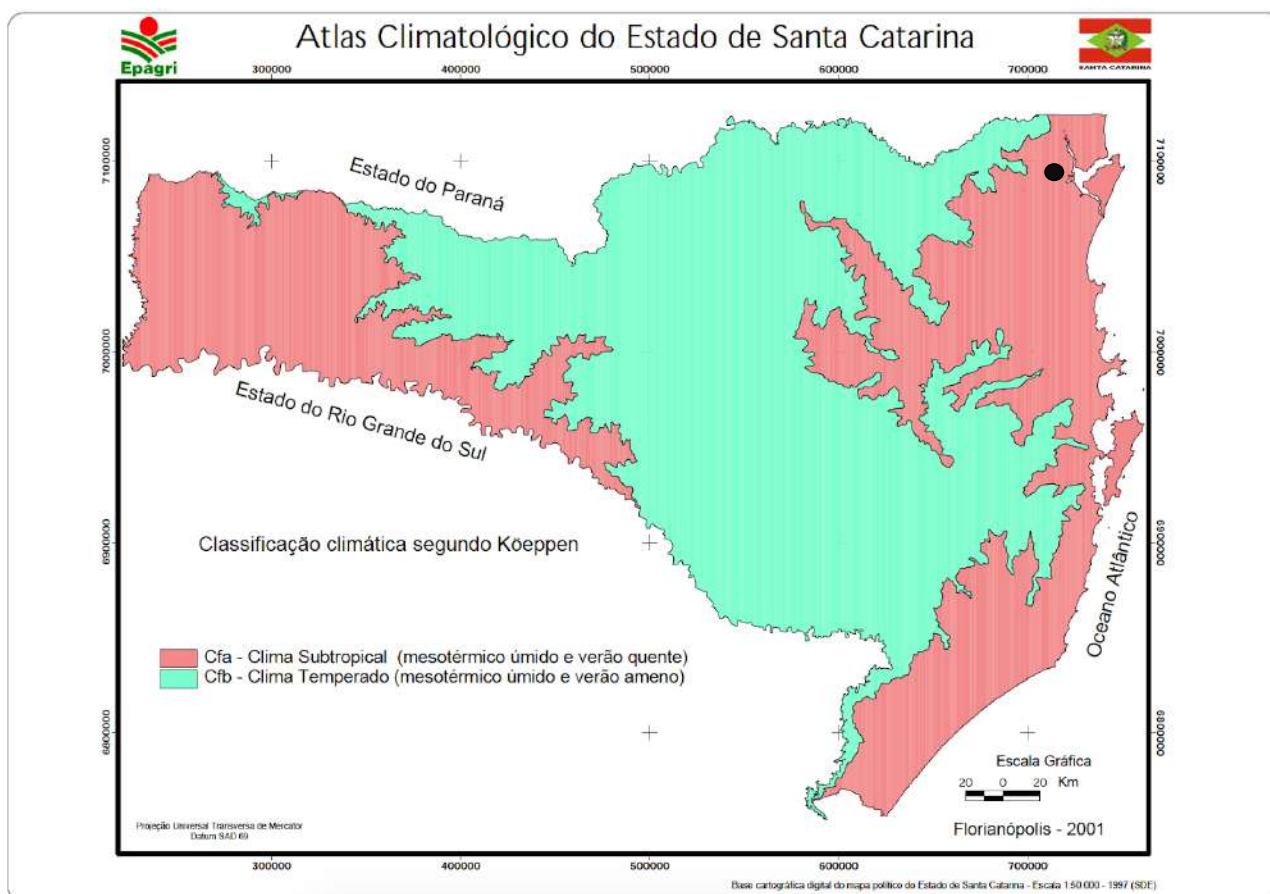 Atlas Climatológico do Estado de Santa Catarina
Epagri
SANTA CATARINA
300000 400000 500000 600000 700000
7100000 7100000
Estado do Paraná
7000000 7000000
Estado do Rio Grande do Sul
6900000 6900000
Classificação climática segundo Köeppen
Oceano Atlântico
Cfa - Clima Subtropical (mesotérmico úmido e verão quente)
Cfb - Clima Temperado (mesotérmico úmido e verão ameno)
6800000 6800000
Escala Gráfica
20 0 20 Km
Projeção Universal Transversa de Mercator
Datum SAD 69
Florianópolis - 2001
300000 400000 500000 600000 700000
Base cartográfica digital do mapa político do Estado de Santa Catarina - Escala 1:50 000 - 1997 (SDE)